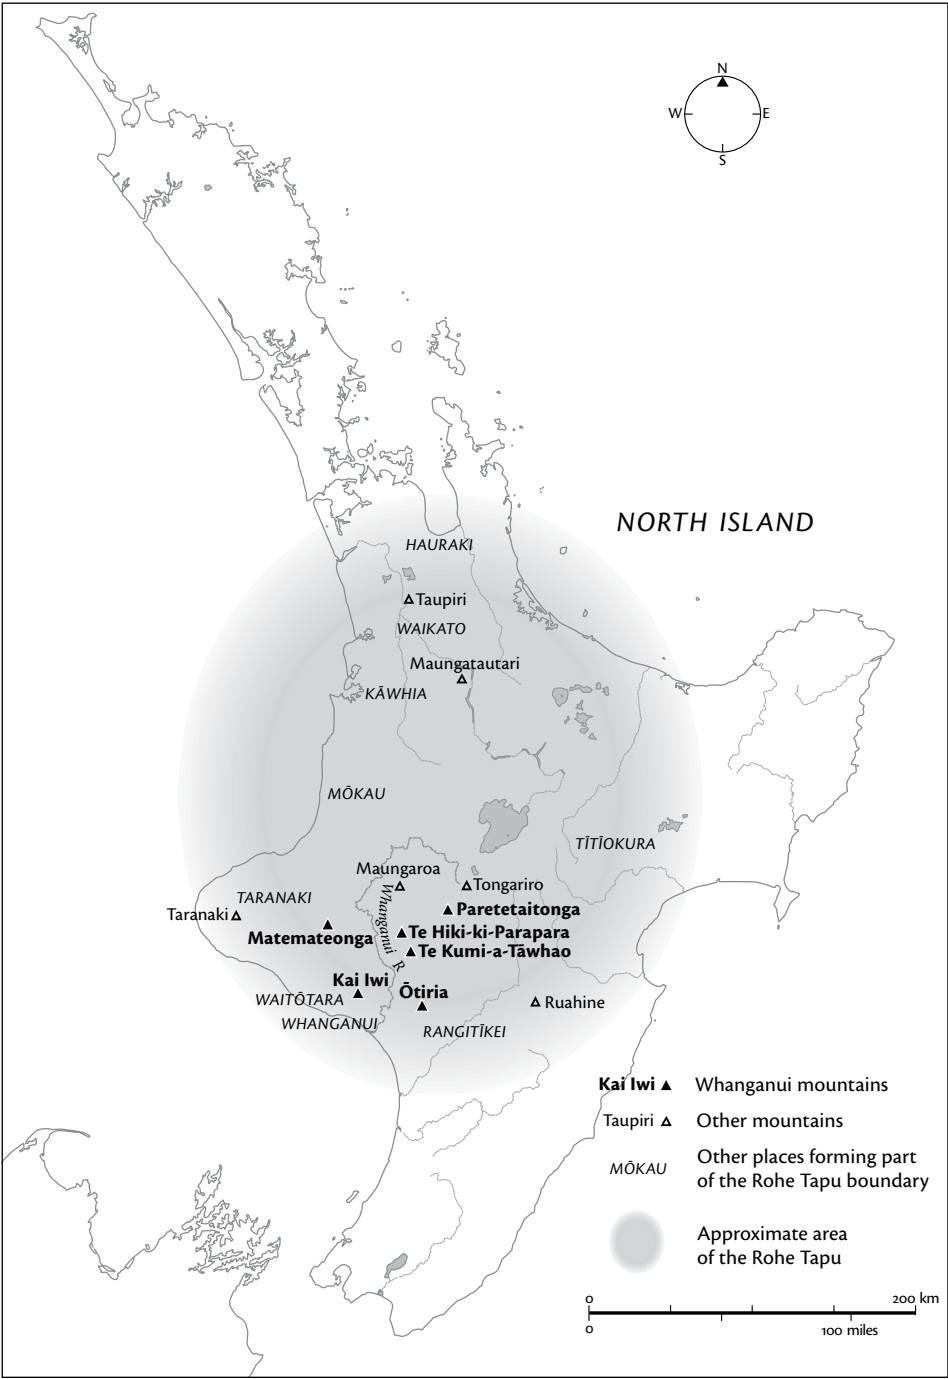 N
W
E
S
NORTH ISLAND
HAURAKI
Taupiri
WAIKATO
Maungatautari
KĀWHIA
MŌKAU
TĪTĪOKURA
Maungaroa
Tongariro
TARANAKI
Taranaki
Paretetaitonga
Whanganui R
Te Hiki-ki-Parapara
Matemateonga
Te Kumi-a-Tāwhao
Kai Iwi
Ōtiria
WAITŌTARA
Ruahine
WHANGANUI
RANGITĪKEI
Kai Iwi Whanganui mountains
Taupiri Other mountains
MŌKAU Other places forming part
of the Rohe Tapu boundary
Approximate area
of the Rohe Tapu
0 200 km
0 100 miles